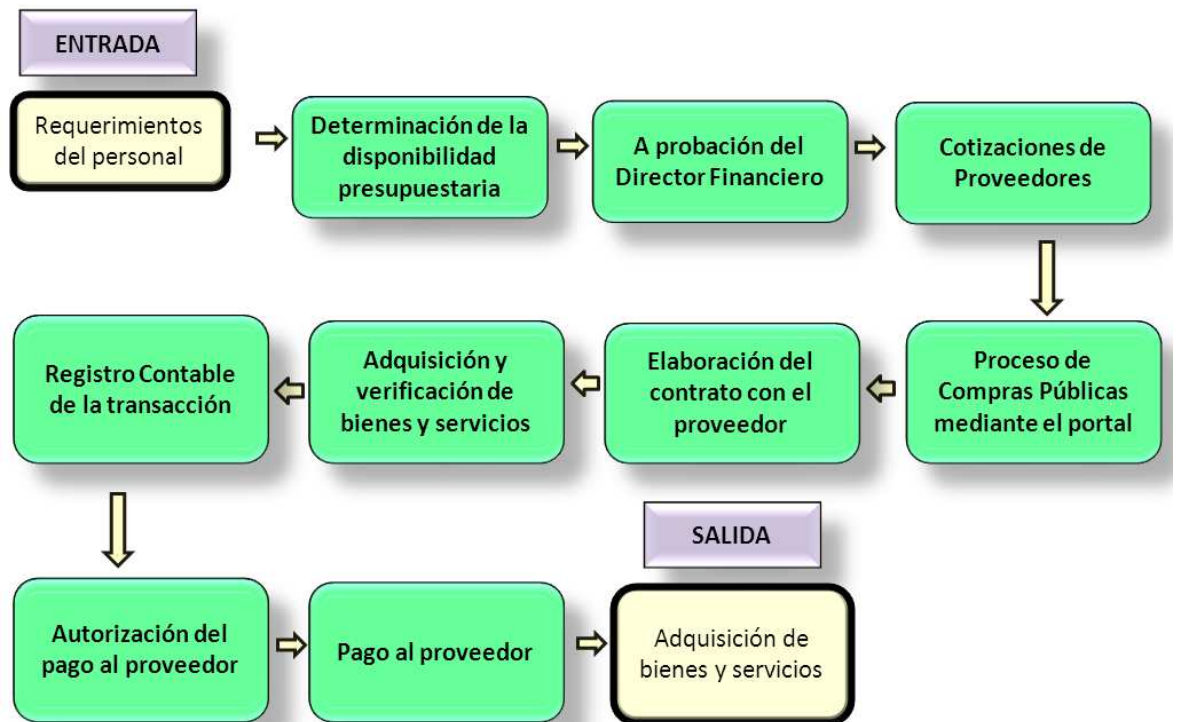 ENTRADA
Requerimientos
del personal
Determinación de la
disponibilidad
presupuestaria
A probación del
Director Financiero
Cotizaciones de
Proveedores
Proceso de
Compras Públicas
mediante el portal
Elaboración del
contrato con el
proveedor
Adquisición y
verificación de
bienes y servicios
Registro Contable
de la transacción
Autorización del
pago al proveedor
Pago al proveedor
SALIDA
Adquisición de
bienes y servicios